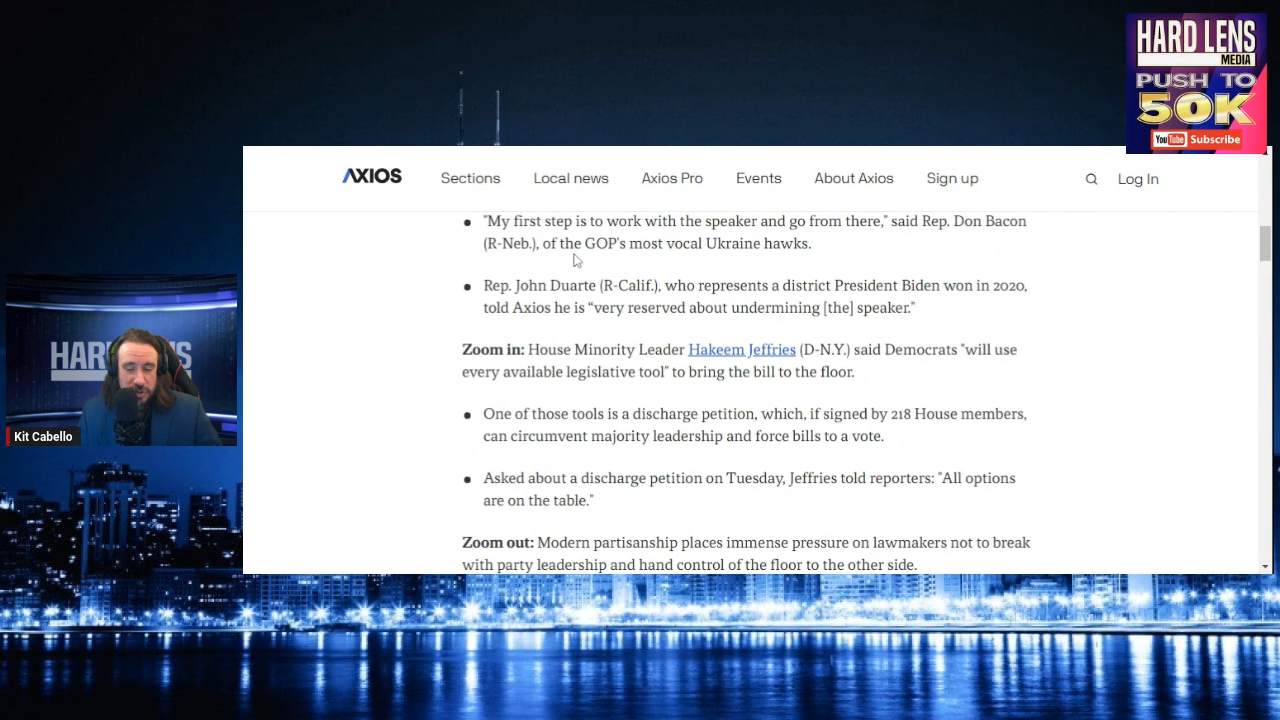 HARD LENS
MEDIA
PUSH TO
50K
YouTube Subscribe
AXIOS Sections Local news Axios Pro Events About Axios Sign up Log In
• "My first step is to work with the speaker and go from there," said Rep. Don Bacon
(R-Neb.), of the GOP's most vocal Ukraine hawks.
• Rep. John Duarte (R-Calif.), who represents a district President Biden won in 2020,
told Axios he is “very reserved about undermining [the] speaker.”
Zoom in: House Minority Leader Hakeem Jeffries (D-N.Y.) said Democrats "will use
every available legislative tool" to bring the bill to the floor.
• One of those tools is a discharge petition, which, if signed by 218 House members,
can circumvent majority leadership and force bills to a vote.
• Asked about a discharge petition on Tuesday, Jeffries told reporters: "All options
are on the table."
Zoom out: Modern partisanship places immense pressure on lawmakers not to break
with party leadership and hand control of the floor to the other side.
Kit Cabello